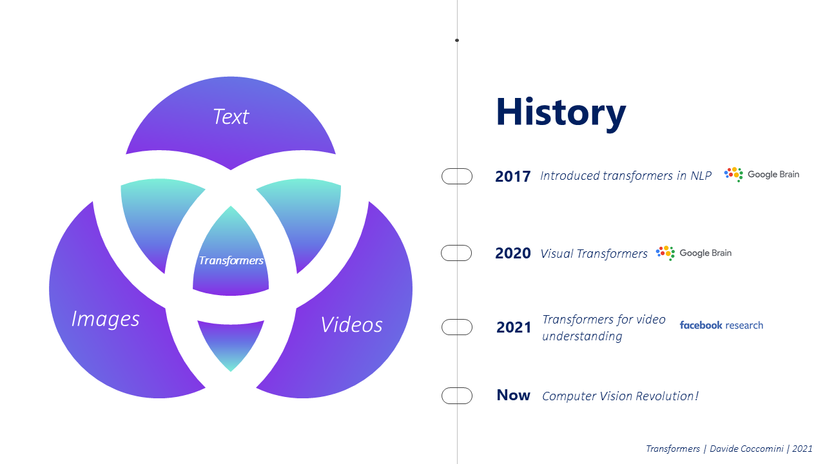 Text
Transformers
Images
Videos
History
2017 Introduced transformers in NLP Google Brain
2020 Visual Transformers Google Brain
2021 Transformers for video
understanding
facebook research
Now Computer Vision Revolution!
Transformers | Davide Coccomini | 2021